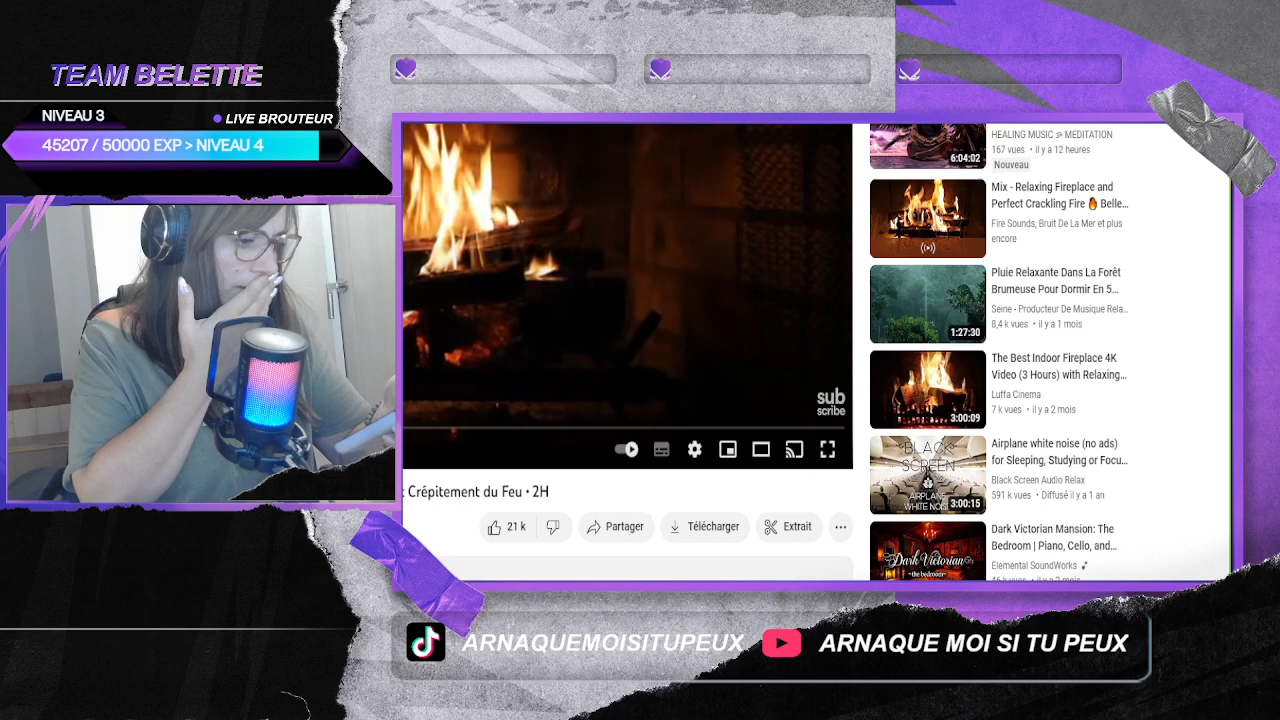 TEAM BELETTE
NIVEAU 3
LIVE BROUTEUR
45207 / 50000 EXP > NIVEAU 4
sub
scribe
Crépitement du Feu • 2H
21 k
Partager
Télécharger
Extrait
HEALING MUSIC ⪼ MEDITATION
167 vues • il y a 12 heures
Nouveau
6:04:02
Mix - Relaxing Fireplace and
Perfect Crackling Fire 🔥 Belle...
Fire Sounds, Bruit De La Mer et plus
encore
Pluie Relaxante Dans La Forêt
Brumeuse Pour Dormir En 5...
Seine - Producteur De Musique Rela...
8,4 k vues • il y a 1 mois
1:27:30
The Best Indoor Fireplace 4K
Video (3 Hours) with Relaxing...
Luffa Cinema
7 k vues • il y a 2 mois
3:00:09
BLACK
SCREEN
AIRPLANE
WHITE NOISE
3:00:15
Airplane white noise (no ads)
for Sleeping, Studying or Focu...
Black Screen Audio Relax
591 k vues • Diffusé il y a 1 an
Dark Victorian
~the bedroom~
Dark Victorian Mansion: The
Bedroom | Piano, Cello, and...
Elemental SoundWorks
46 k vues • il y a 2 mois
ARNAQUEMOISITUPEUX
ARNAQUE MOI SI TU PEUX